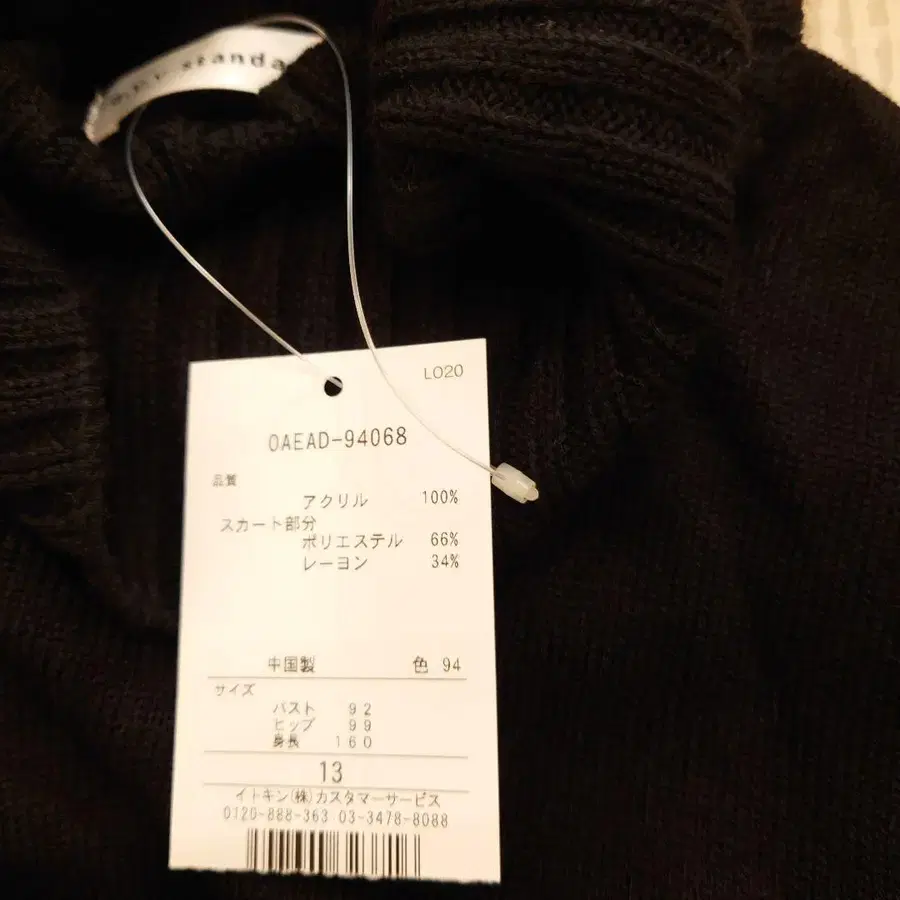 a.v.v standa
L020
OAEAD-94068
品質
アクリル 100%
スカート部分
ポリエステル 66%
レーヨン 34%
中国製 色 94
サイズ
バスト 92
ヒップ 99
身長 160
13
イトキン(株)カスタマーサービス
0120-888-363 03-3478-8088